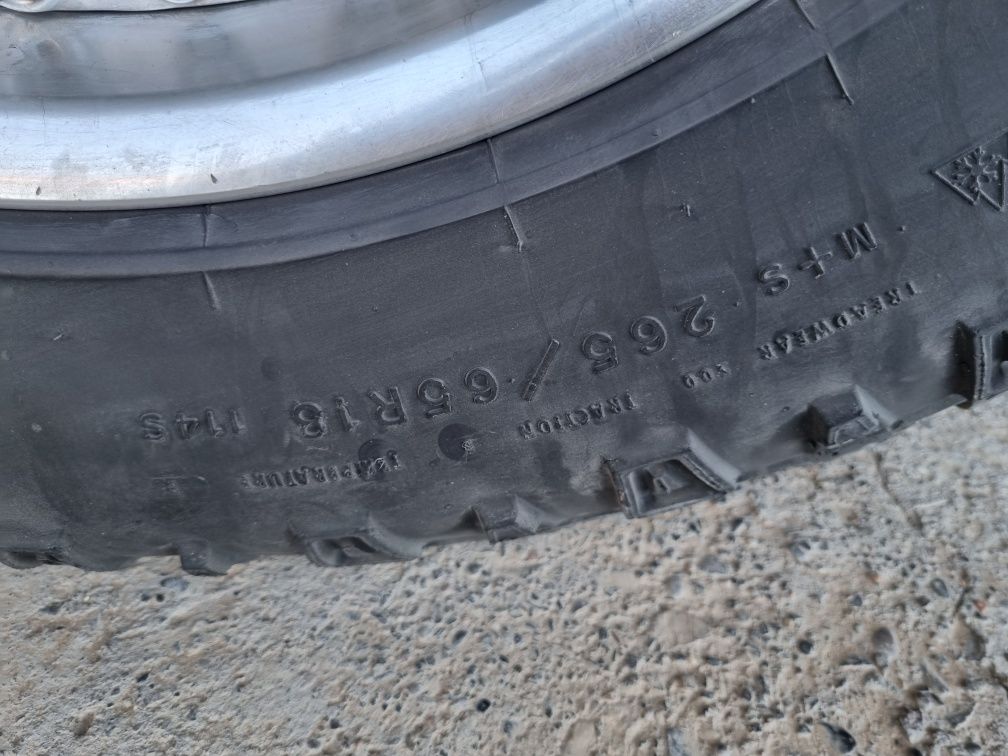 M+S 265/65R18 114S
TREADWEAR 400 TRACTION B TEMPERATURE